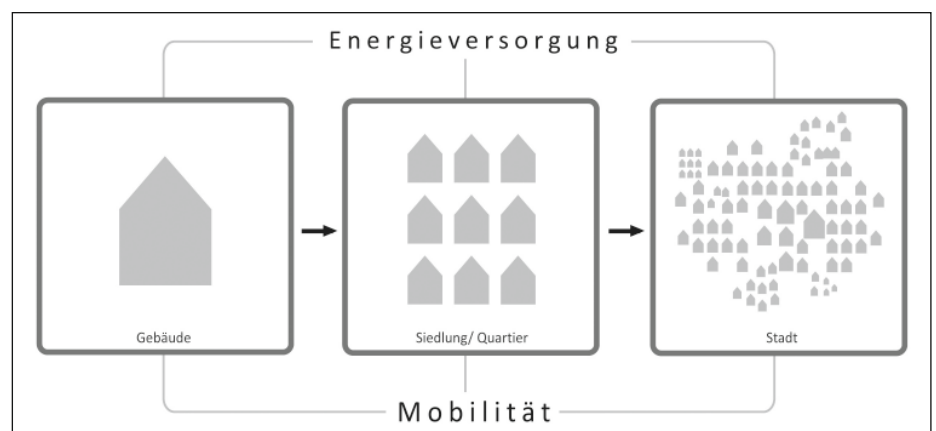 Energieversorgung
Gebäude
Siedlung/ Quartier
Stadt
Mobilität